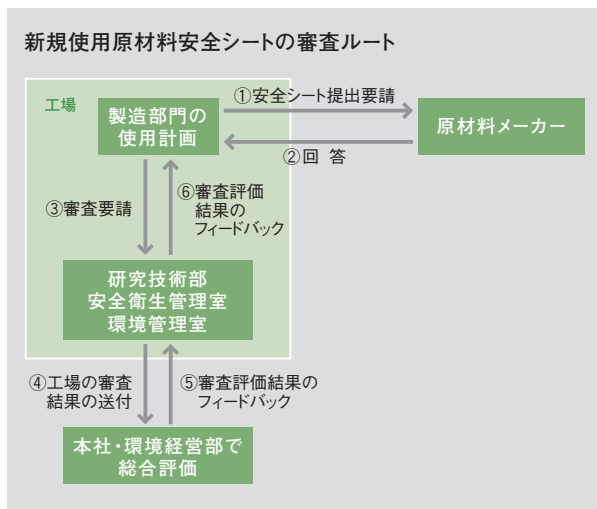 新規使用原材料安全シートの審査ルート
工場
製造部門の
使用計画
①安全シート提出要請
原材料メーカー
②回 答
③審査要請
⑥審査評価
結果の
フィードバック
研究技術部
安全衛生管理室
環境管理室
④工場の審査
結果の送付
⑤審査評価結果の
フィードバック
本社・環境経営部で
総合評価